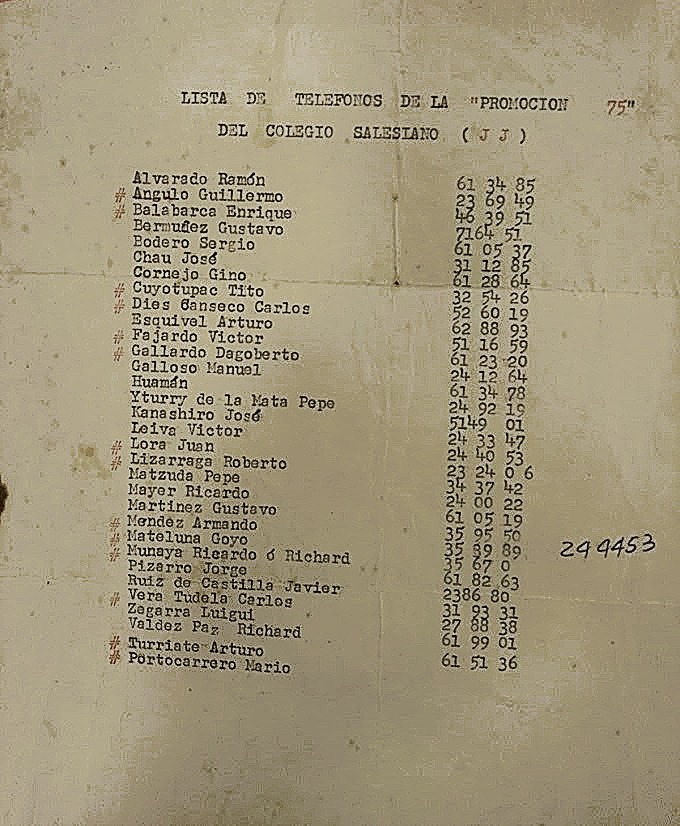 LISTA DE TELEFONOS DE LA "PROMOCION 75"
DEL COLEGIO SALESIANO ( J J )
Alvarado Ramón 61 34 85
# Angulo Guillermo 23 69 49
# Balabarca Enrique 46 39 51
Bermuñez Gustavo 7164 51
Bodero Sergio 61 05 37
Chau José 31 12 85
Cornejo Gino 61 28 64
# Cuyotupac Tito 32 54 26
# Dies Canseco Carlos 52 60 19
Esquivel Arturo 62 88 93
# Fajardo Victor 51 16 59
# Gallardo Dagoberto 61 23 20
Galloso Manuel 24 12 64
Huamán 61 34 78
Yturry de la Mata Pepe 24 92 19
Kanashiro José 5149 01
Leiva Victor 24 33 47
# Lora Juan 24 40 53
# Lizarraga Roberto 23 24 0 6
Matzuda Pepe 34 37 42
Mayer Ricardo 24 00 22
Martinez Gustavo 61 05 19
# Mendez Armando 35 95 50
# Mateluna Goyo 35 89 89 244453
# Munaya Ricardo ó Richard 35 67 0
Pizarro Jorge 61 82 63
Ruiz de Castilla Javier 2386 80
# Vera Tudela Carlos 31 93 31
Zegarra Luigui 27 88 38
Valdez Paz Richard 61 99 01
# Turriate Arturo 61 51 36
# Portocarrero Mario